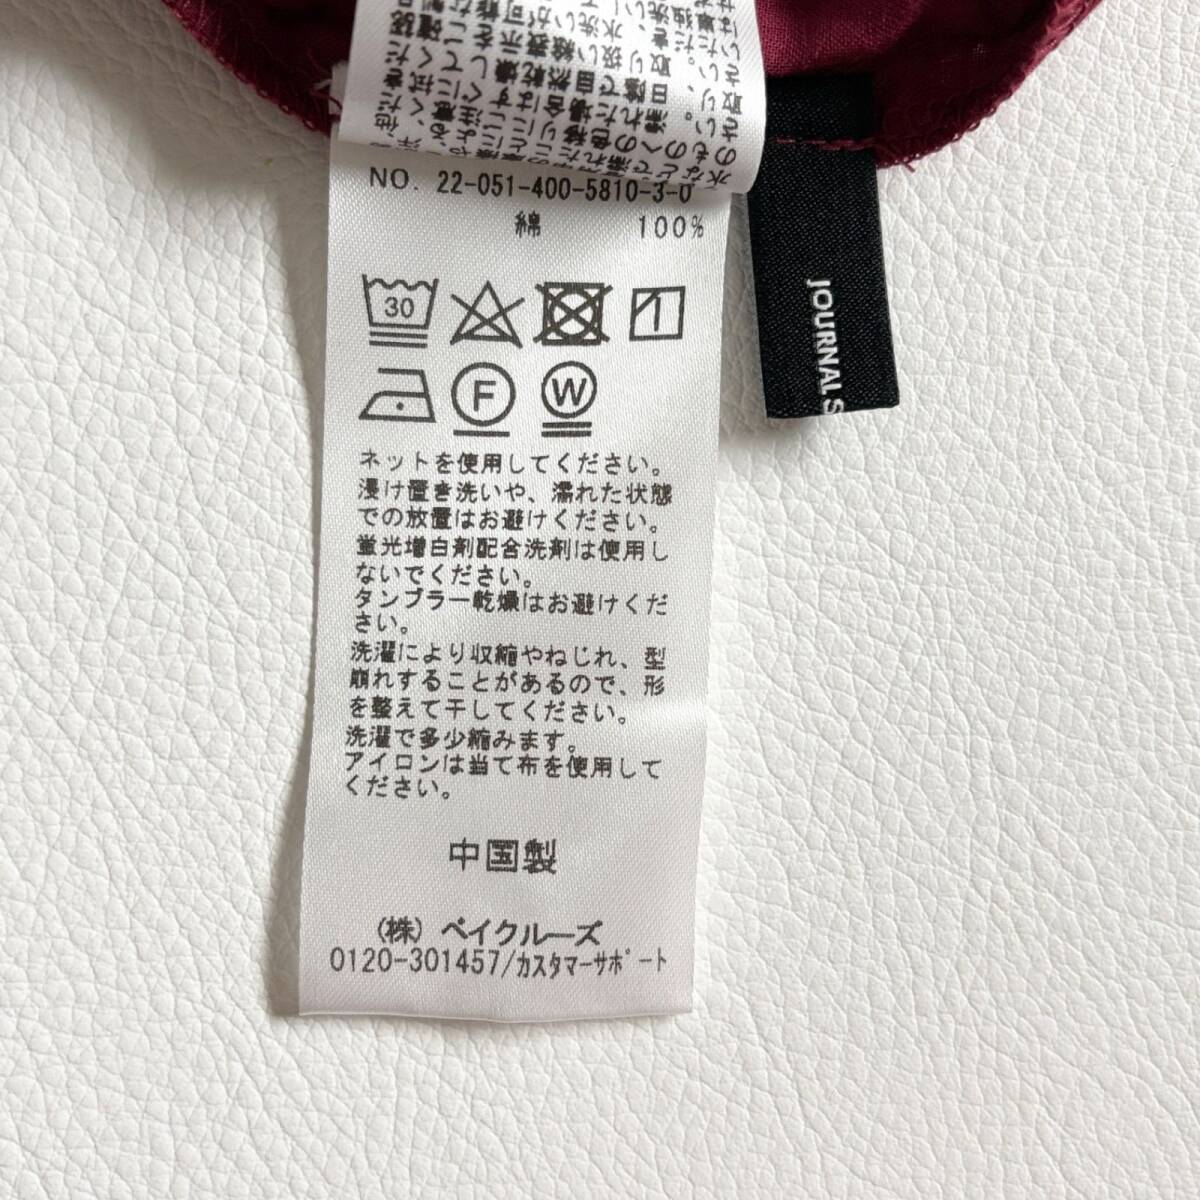 NO. 22-051-400-5810-3-0
綿 100%
30
F
W
ネットを使用してください。
浸け置き洗いや、濡れた状態
での放置はお避けください。
蛍光増白剤配合洗剤は使用し
ないでください。
タンブラー乾燥はお避けくだ
さい。
洗濯により収縮やねじれ、型
崩れすることがあるので、形
を整えて干してください。
洗濯で多少縮みます。
アイロンは当て布を使用して
ください。
中国製
(株) ベイクルーズ
0120-301457/ｶｽﾀﾏｰｻﾎﾟｰﾄ
JOURNAL S